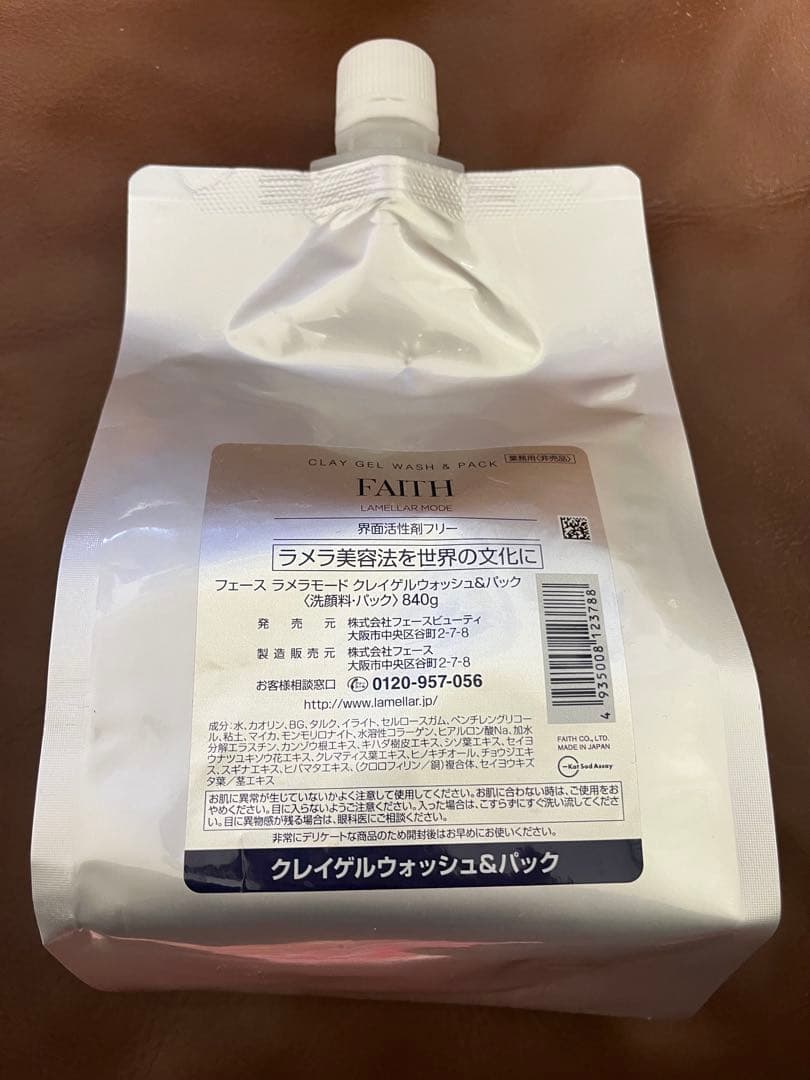 CLAY GEL WASH & PACK 業務用〈非売品〉
FAITH
LAMELLAR MODE
界面活性剤フリー
ラメラ美容法を世界の文化に
フェース ラメラモード クレイゲルウォッシュ&パック
〈洗顔料・パック〉 840g
発売元 株式会社フェースビューティ
大阪市中央区谷町2-7-8
製造販売元 株式会社フェース
大阪市中央区谷町2-7-8
お客様相談窓口 0120-957-056
http://www.lamellar.jp/
4 935008 123788
FAITH CO., LTD.
MADE IN JAPAN
Kat Sud Assay
成分:水、カオリン、BG、タルク、イライト、セルロースガム、ペンチレングリコー
ル、粘土、マイカ、モンモリロナイト、水溶性コラーゲン、ヒアルロン酸Na、加水
分解エラスチン、カンゾウ根エキス、キハダ樹皮エキス、シソ葉エキス、セイヨ
ウナツユキソウ花エキス、クレマティス葉エキス、ヒノキチオール、チョウジエキ
ス、スギナエキス、ヒバマタエキス、(クロロフィリン/銅)複合体、セイヨウキズ
タ葉/茎エキス
お肌に異常が生じていないかよく注意して使用してください。お肌に合わない時は、ご使用をお
やめください。目に入らないようご注意ください。入った場合は、こすらずにすぐ洗い流してくださ
い。目に異物感が残る場合は、眼科医にご相談ください。
非常にデリケートな商品のため開封後はお早めにお使いください。
クレイゲルウォッシュ&パック